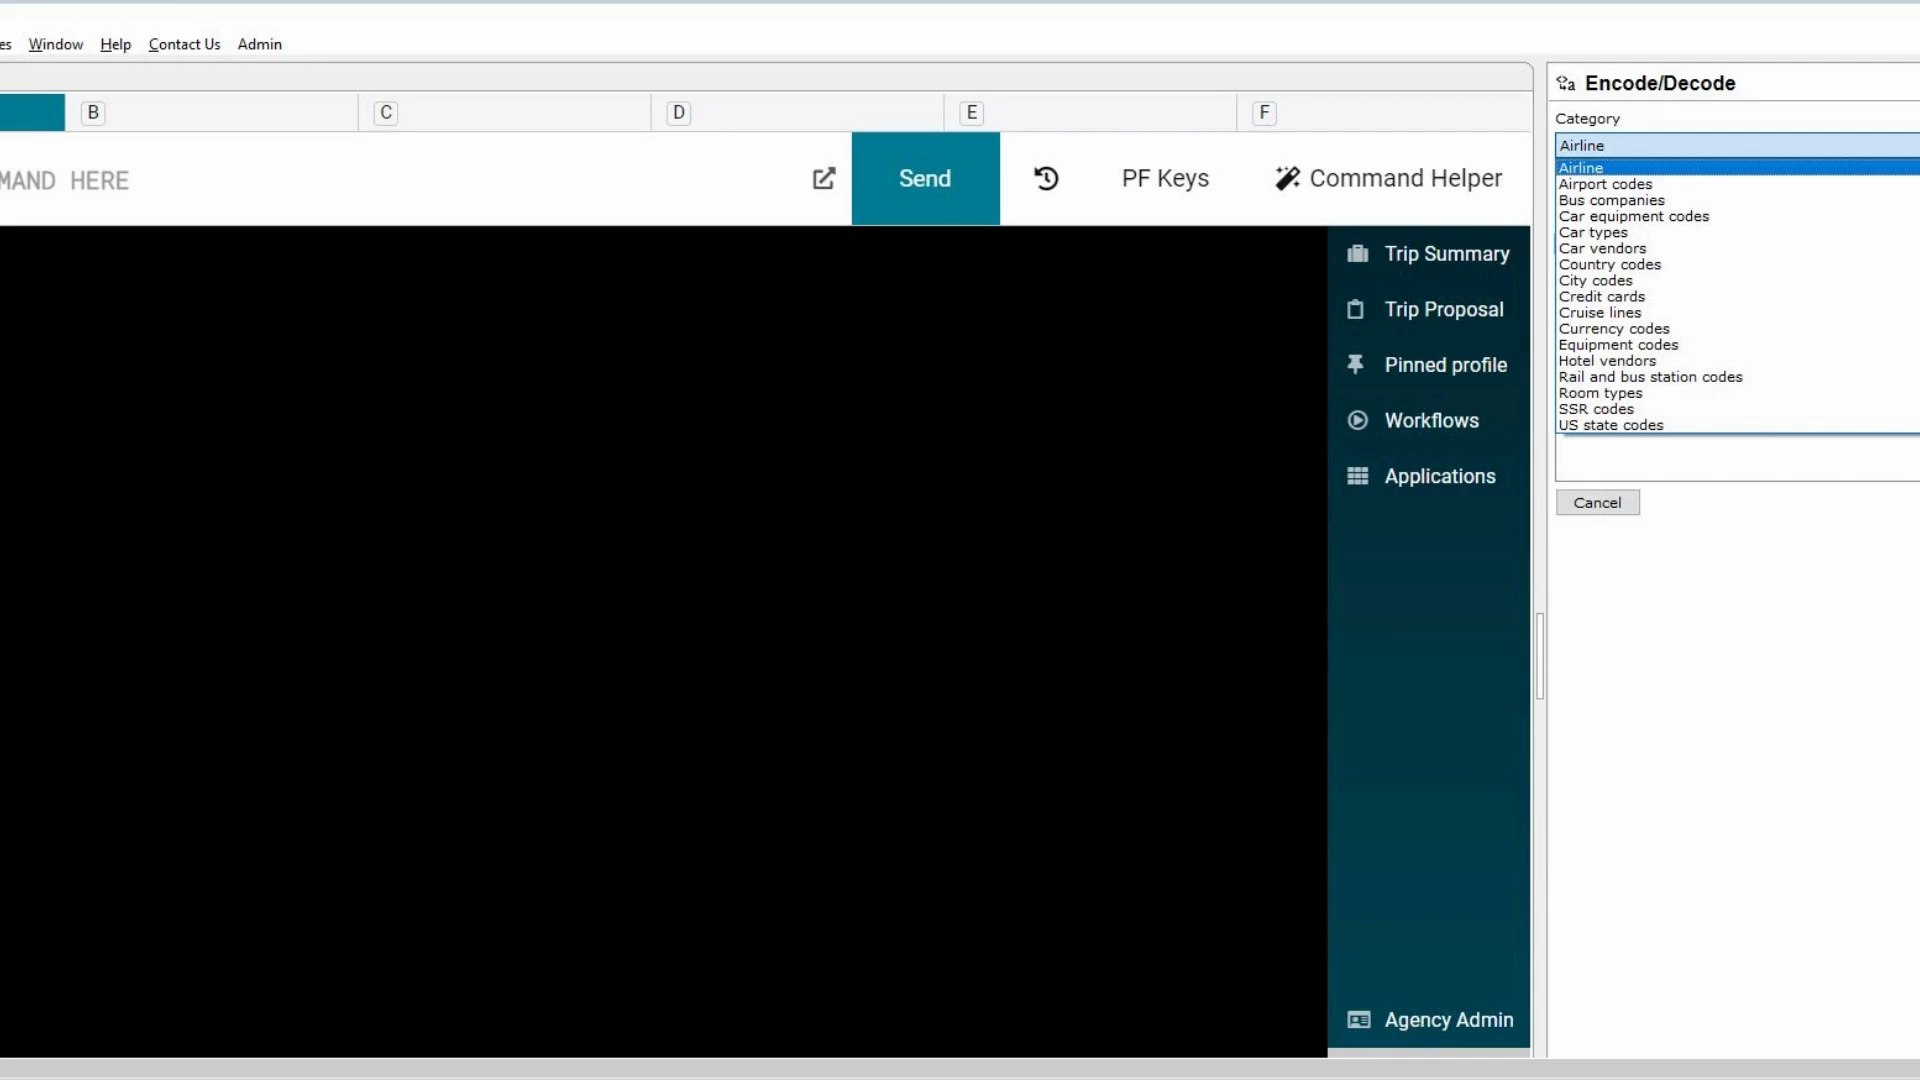 es Window Help Contact Us Admin
B C D E F
MAND HERE
Send
PF Keys
Command Helper
Trip Summary
Trip Proposal
Pinned profile
Workflows
Applications
Agency Admin
Encode/Decode
Category
Airline
Airline
Airport codes
Bus companies
Car equipment codes
Car types
Car vendors
Country codes
City codes
Credit cards
Cruise lines
Currency codes
Equipment codes
Hotel vendors
Rail and bus station codes
Room types
SSR codes
US state codes
Cancel